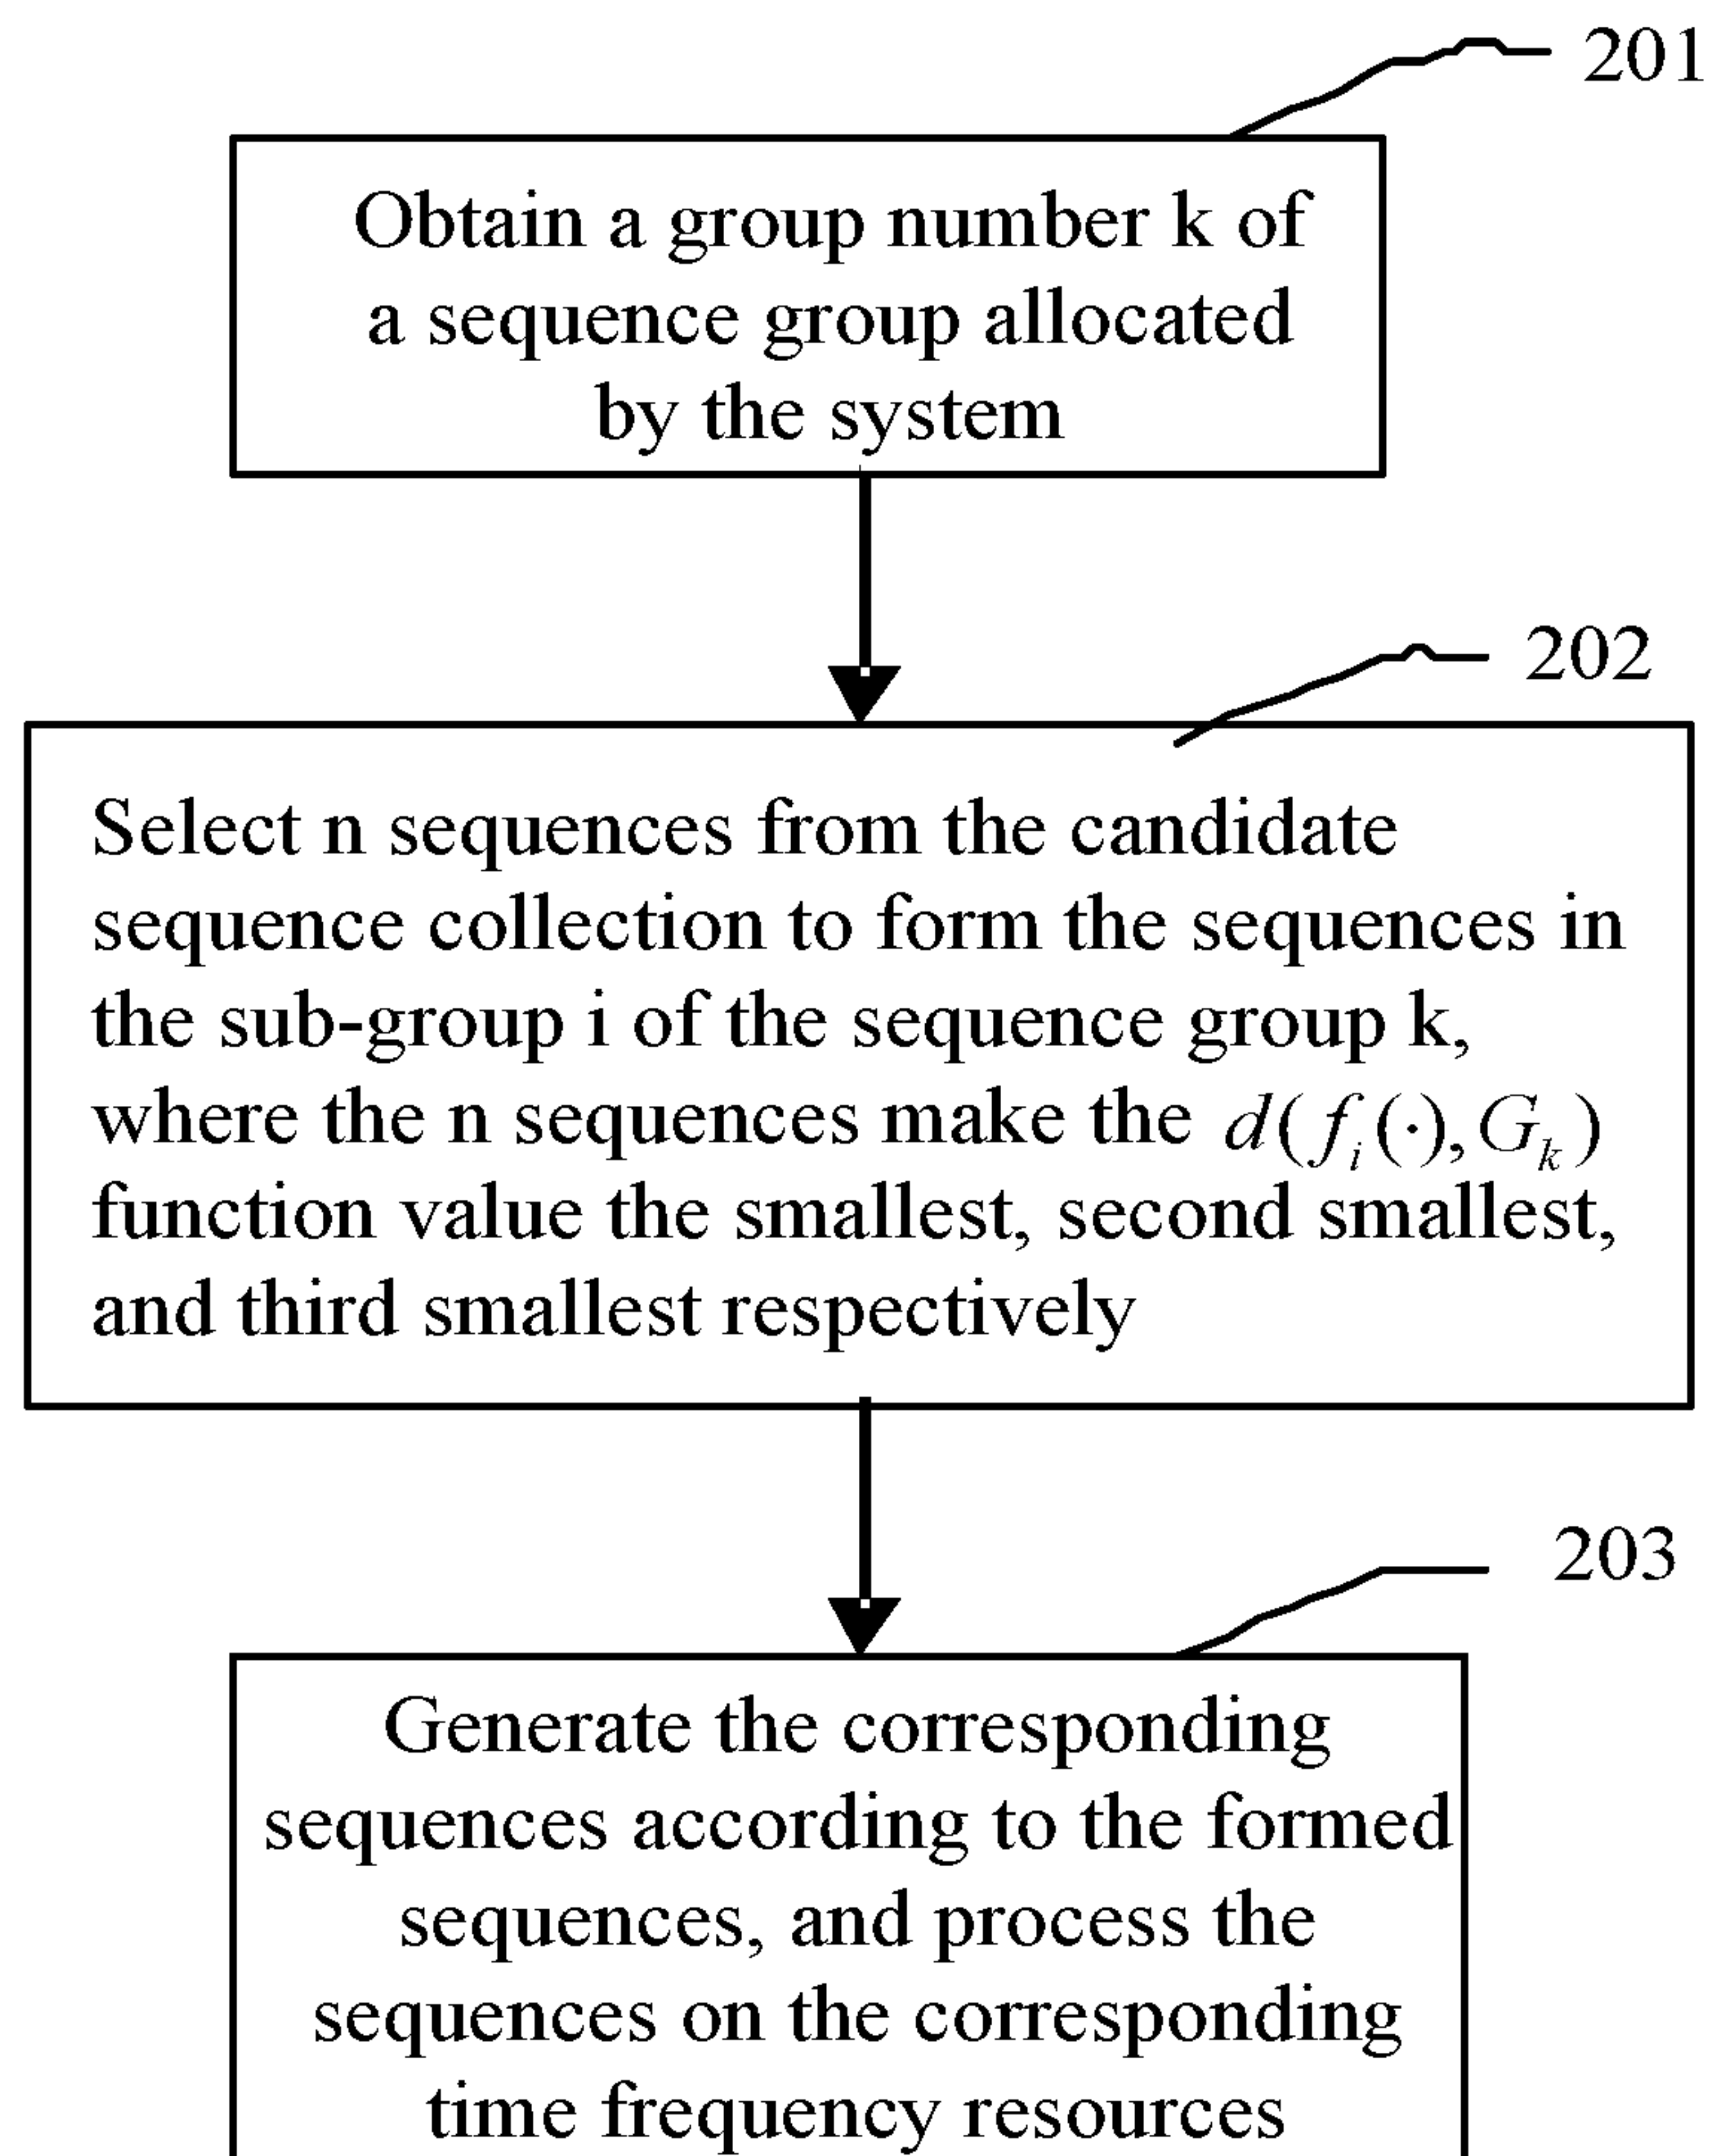 201
Obtain a group number k of
a sequence group allocated
by the system
202
Select n sequences from the candidate
sequence collection to form the sequences in
the sub-group i of the sequence group k,
where the n sequences make the d(f_i(·), G_k)
function value the smallest, second smallest,
and third smallest respectively
203
Generate the corresponding
sequences according to the formed
sequences, and process the
sequences on the corresponding
time frequency resources